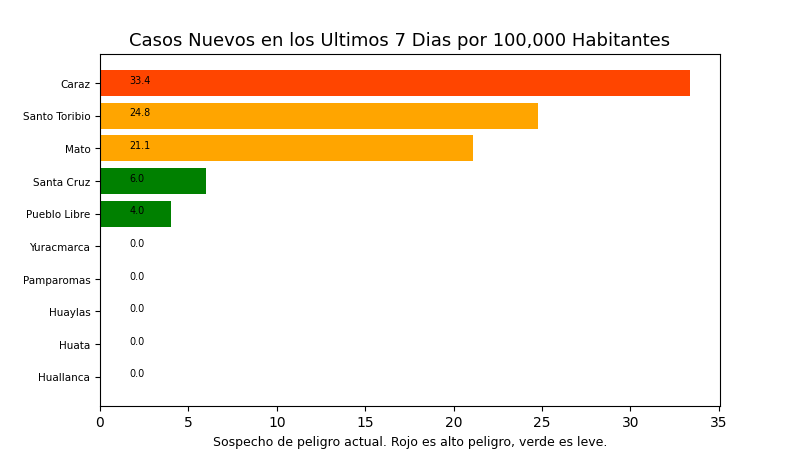 Casos Nuevos en los Ultimos 7 Dias por 100,000 Habitantes
Caraz 33.4
Santo Toribio 24.8
Mato 21.1
Santa Cruz 6.0
Pueblo Libre 4.0
Yuracmarca 0.0
Pamparomas 0.0
Huaylas 0.0
Huata 0.0
Huallanca 0.0
0 5 10 15 20 25 30 35
Sospecho de peligro actual. Rojo es alto peligro, verde es leve.